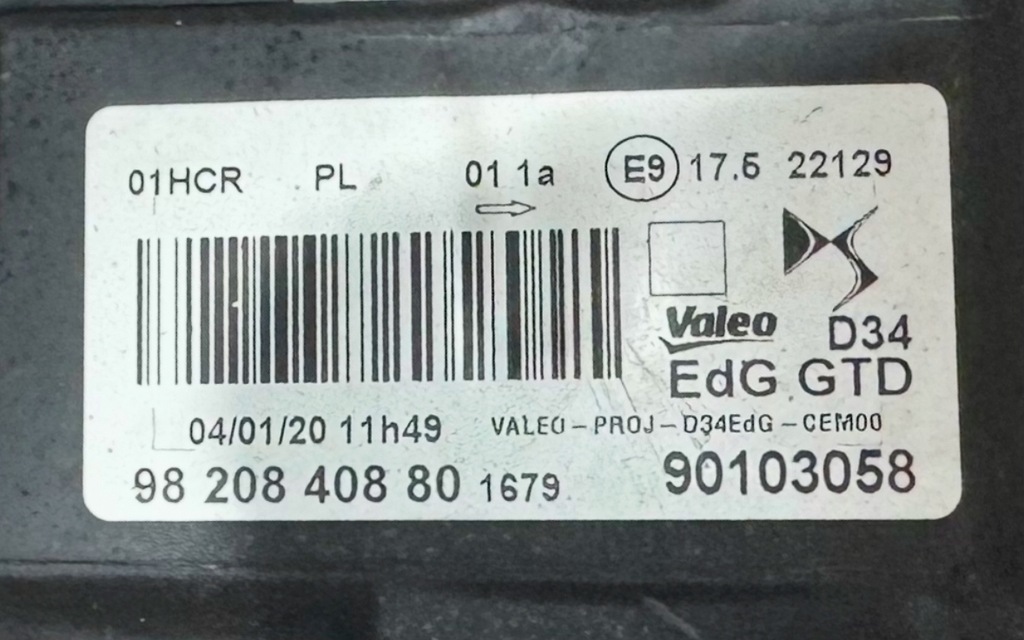 01HCR PL 01 1a E9 17.5 22129
Valeo D34
EdG GTD
04/01/20 11h49 VALEO-PROJ-D34EdG-CEM00
98 208 408 80 1679 90103058